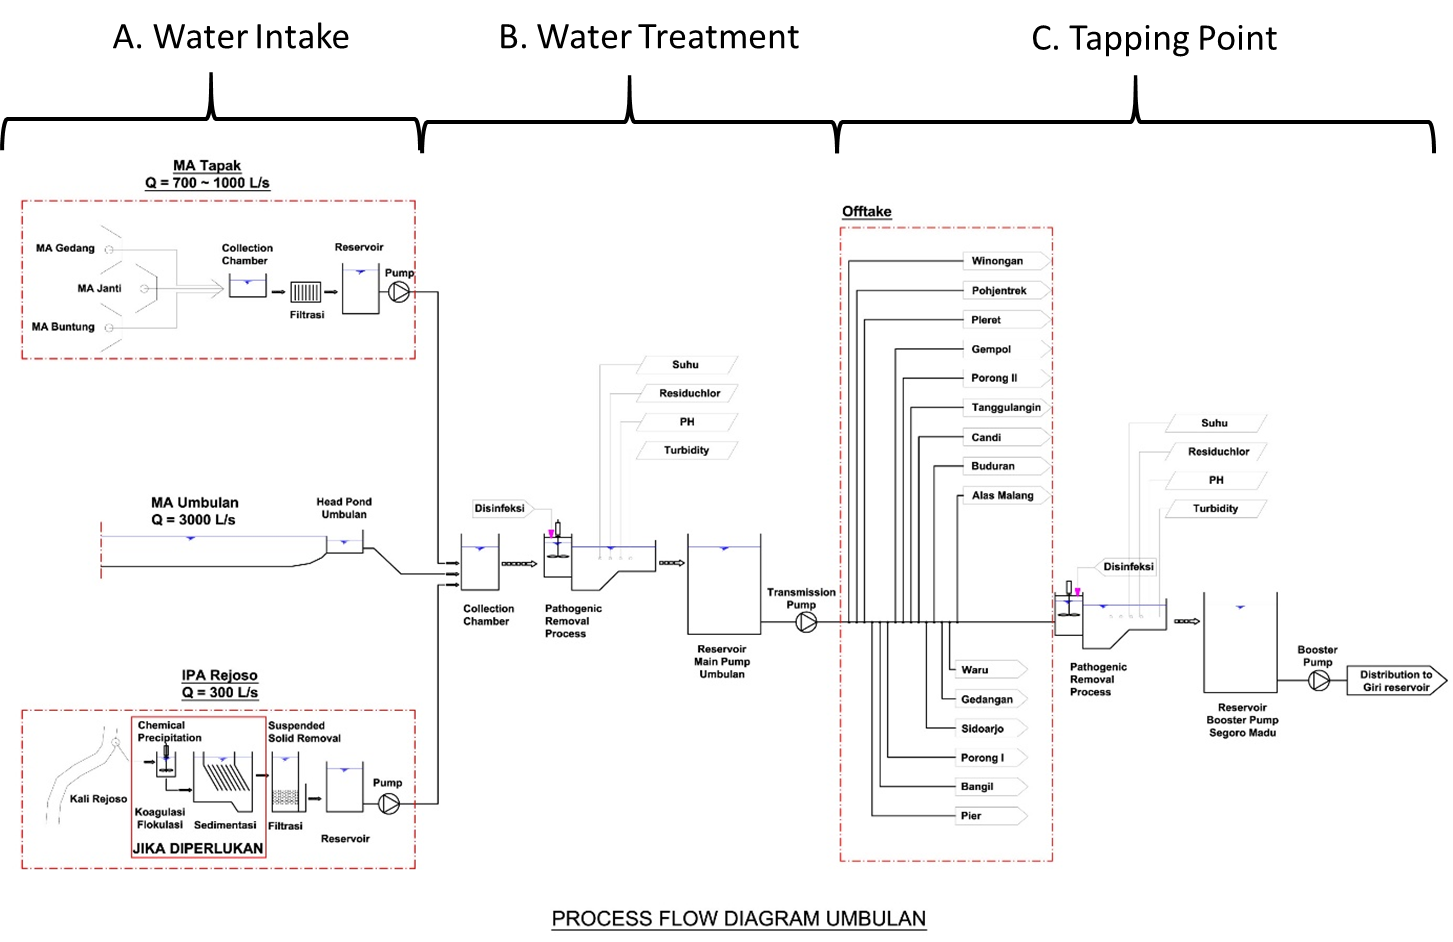 A. Water Intake
B. Water Treatment
C. Tapping Point
MA Tapak
Q = 700 ~ 1000 L/s
MA Gedang
MA Janti
MA Buntung
Collection
Chamber
Filtrasi
Reservoir
Pump
MA Umbulan
Q = 3000 L/s
Head Pond
Umbulan
IPA Rejoso
Q = 300 L/s
Kali Rejoso
Chemical
Precipitation
Koagulasi
Flokulasi
Sedimentasi
JIKA DIPERLUKAN
Suspended
Solid Removal
Filtrasi
Reservoir
Pump
Suhu
Residuchlor
PH
Turbidity
Disinfeksi
Collection
Chamber
Pathogenic
Removal
Process
Reservoir
Main Pump
Umbulan
Transmission
Pump
Offtake
Winongan
Pohjentrek
Pleret
Gempol
Porong II
Tanggulangin
Candi
Buduran
Alas Malang
Waru
Gedangan
Sidoarjo
Porong I
Bangil
Pier
Suhu
Residuchlor
PH
Turbidity
Disinfeksi
Pathogenic
Removal
Process
Reservoir
Booster Pump
Segoro Madu
Booster
Pump
Distribution to
Giri reservoir
PROCESS FLOW DIAGRAM UMBULAN